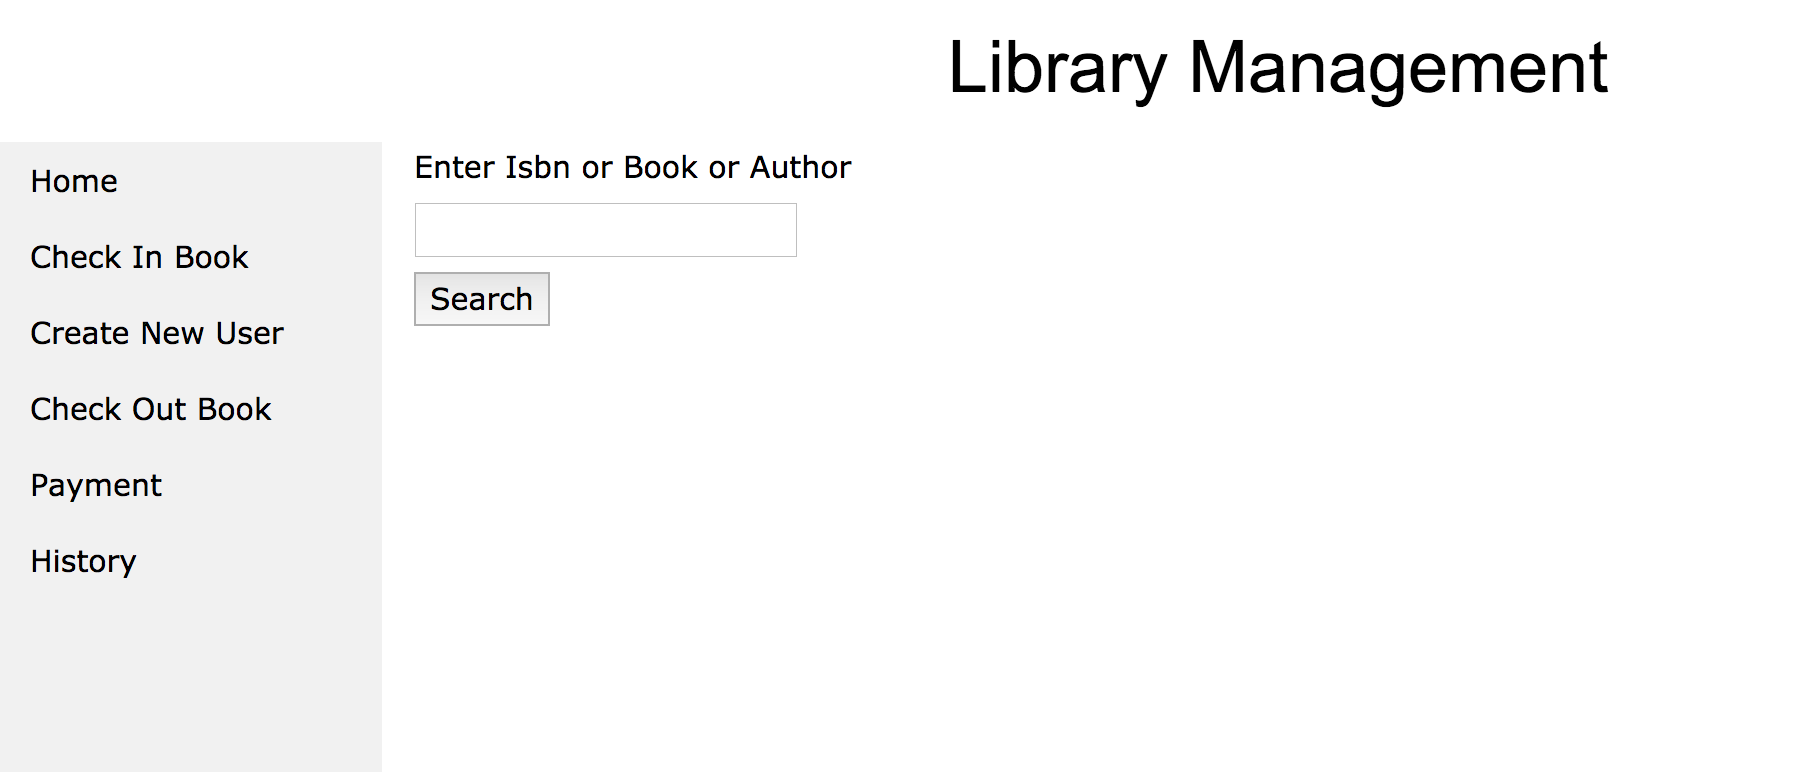 Library Management
Home
Check In Book
Create New User
Check Out Book
Payment
History
Enter Isbn or Book or Author
Search